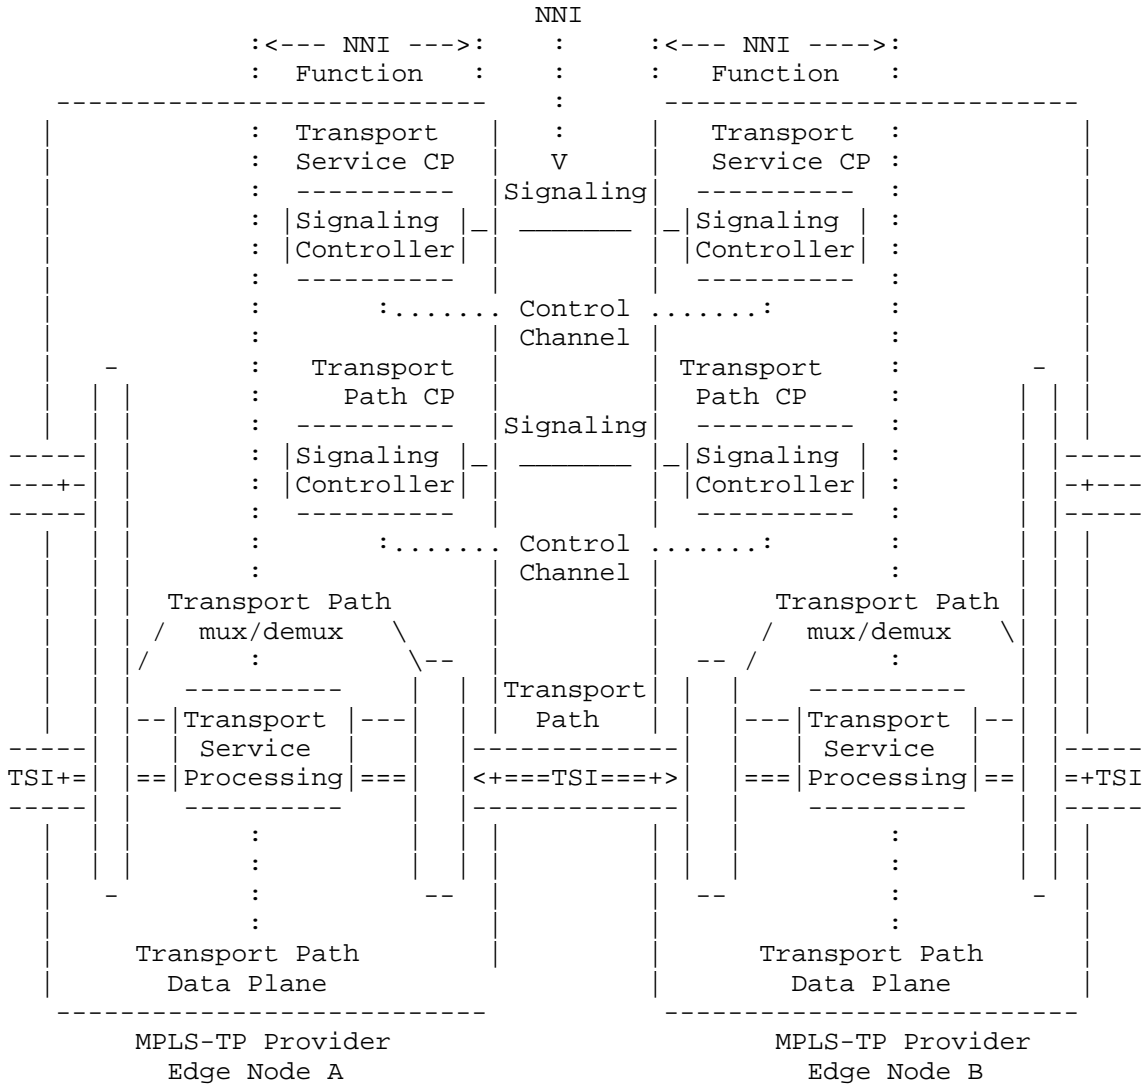 NNI
:<--- NNI --->: : :<--- NNI ---->:
: Function : : : Function :
--------------------------- : --------------------------
| : Transport | : | Transport : |
| : Service CP | V | Service CP : |
| : ---------- |Signaling| ---------- : |
| : |Signaling |_| _______ |_|Signaling | : |
| : |Controller| | | |Controller| : |
| : ---------- | | ---------- : |
| : :....... Control .......: : |
| : | Channel | : |
| - : Transport | | Transport : - |
| | | : Path CP | | Path CP : | | |
| | | : ---------- |Signaling| ---------- : | | |
-----| | : |Signaling |_| _______ |_|Signaling | : | |-----
---+-| | : |Controller| | | |Controller| : | |-+---
-----| | : ---------- | | ---------- : | |-----
| | | : :....... Control .......: : | | |
| | | : | Channel | : | | |
| | | Transport Path | | Transport Path | | |
| | | / mux/demux \ | | / mux/demux \| | |
| | |/ : \-- | | -- / : | | |
| | | ---------- | | |Transport| | | ---------- | | |
| | |--|Transport |---| | | Path | | |---|Transport |--| | |
-----| | | Service | | |-------------| | | Service | | |-----
TSI+=| |==|Processing|===| |<+===TSI===+>| |===|Processing|==| |=+TSI
-----| | ---------- | |-------------| | ---------- | |-----
| | | : | | | | | | : | | |
| | | : | | | | | | : | | |
| - : -- | | -- : - |
| : | | : |
| Transport Path | | Transport Path |
| Data Plane | Data Plane |
--------------------------- --------------------------
MPLS-TP Provider MPLS-TP Provider
Edge Node A Edge Node B